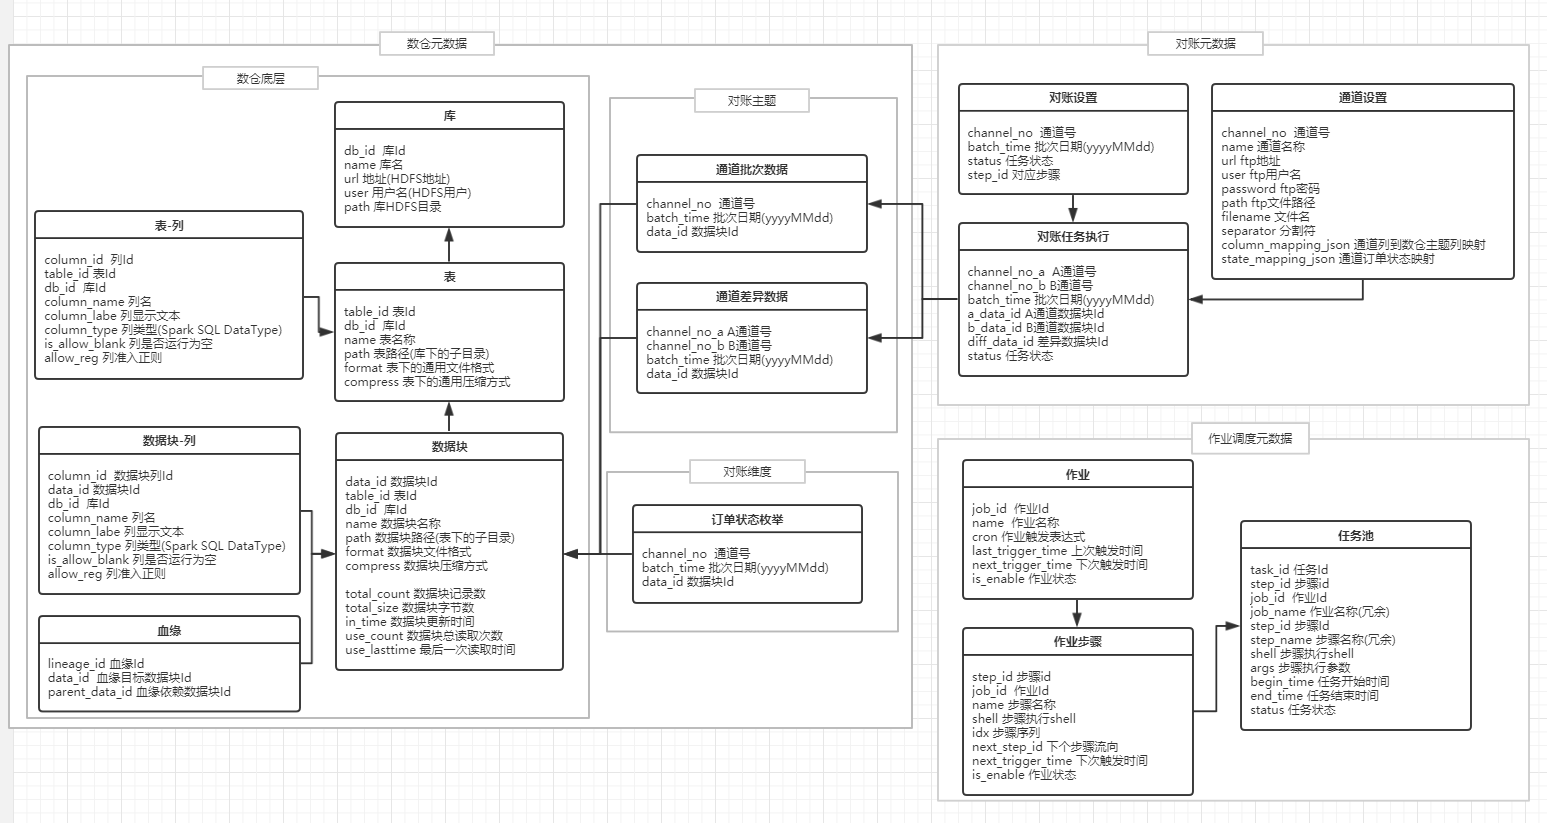 数仓元数据
数仓底层
库
db_id  库Id
name 库名
url 地址(HDFS地址)
user 用户名(HDFS用户)
path 库HDFS目录
表-列
column_id  列Id
table_id 表Id
db_id  库Id
column_name 列名
column_labe 列显示文本
column_type 列类型(Spark SQL DataType)
is_allow_blank 列是否运行为空
allow_reg 列准入正则
表
table_id 表Id
db_id  库Id
name 表名称
path 表路径(库下的子目录)
format 表下的通用文件格式
compress 表下的通用压缩方式
数据块-列
column_id  数据块列Id
data_id 数据块Id
db_id  库Id
column_name 列名
column_labe 列显示文本
column_type 列类型(Spark SQL DataType)
is_allow_blank 列是否运行为空
allow_reg 列准入正则
数据块
data_id 数据块Id
table_id 表Id
db_id  库Id
name 数据块名称
path 数据块路径(表下的子目录)
format 数据块文件格式
compress 数据块压缩方式
total_count 数据块记录数
total_size 数据块字节数
in_time 数据块更新时间
use_count 数据块总读取次数
use_lasttime 最后一次读取时间
血缘
lineage_id 血缘Id
data_id  血缘目标数据块Id
parent_data_id 血缘依赖数据块Id
对账主题
通道批次数据
channel_no  通道号
batch_time 批次日期(yyyyMMdd)
data_id 数据块Id
通道差异数据
channel_no_a A通道号
channel_no_b B通道号
batch_time 批次日期(yyyyMMdd)
data_id 数据块Id
对账维度
订单状态枚举
channel_no  通道号
batch_time 批次日期(yyyyMMdd)
data_id 数据块Id
对账元数据
对账设置
channel_no  通道号
batch_time 批次日期(yyyyMMdd)
status 任务状态
step_id 对应步骤
通道设置
channel_no  通道号
name 通道名称
url ftp地址
user ftp用户名
password ftp密码
path ftp文件路径
filename 文件名
separator 分割符
column_mapping_json 通道列到数仓主题列映射
state_mapping_json 通道订单状态映射
对账任务执行
channel_no_a  A通道号
channel_no_b B通道号
batch_time 批次日期(yyyyMMdd)
a_data_id A通道数据块Id
b_data_id B通道数据块Id
diff_data_id 差异数据块Id
status 任务状态
作业调度元数据
作业
job_id  作业Id
name  作业名称
cron 作业触发表达式
last_trigger_time 上次触发时间
next_trigger_time 下次触发时间
is_enable 作业状态
作业步骤
step_id 步骤id
job_id  作业Id
name 步骤名称
shell 步骤执行shell
idx 步骤序列
next_step_id 下个步骤流向
next_trigger_time 下次触发时间
is_enable 作业状态
任务池
task_id 任务Id
step_id 步骤id
job_id  作业Id
job_name 作业名称(冗余)
step_id 步骤Id
step_name 步骤名称(冗余)
shell 步骤执行shell
args 步骤执行参数
begin_time 任务开始时间
end_time 任务结束时间
status 任务状态